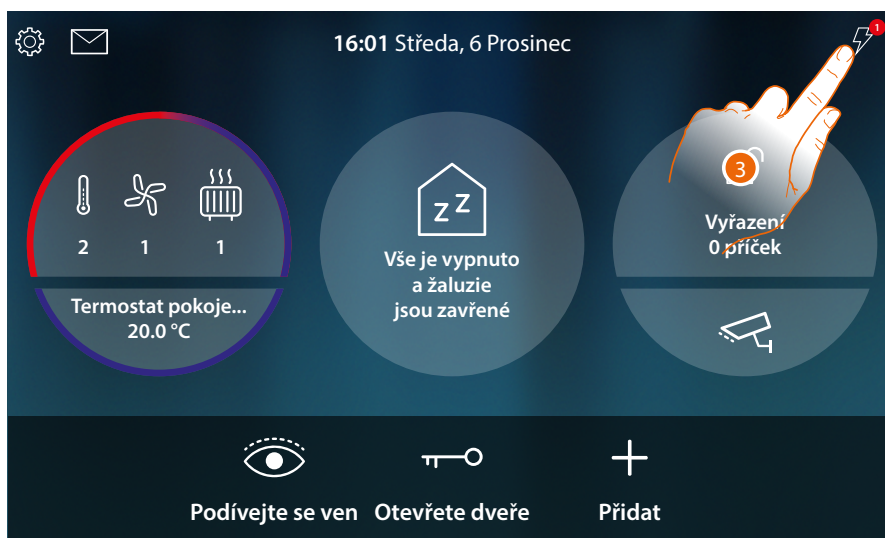 16:01 Středa, 6 Prosinec
1
2 1 1
Termostat pokoje...
20.0 °C
z Z
Vše je vypnuto
a žaluzie
jsou zavřené
3
Vyřazení
0 příček
Podívejte se ven Otevřete dveře Přidat